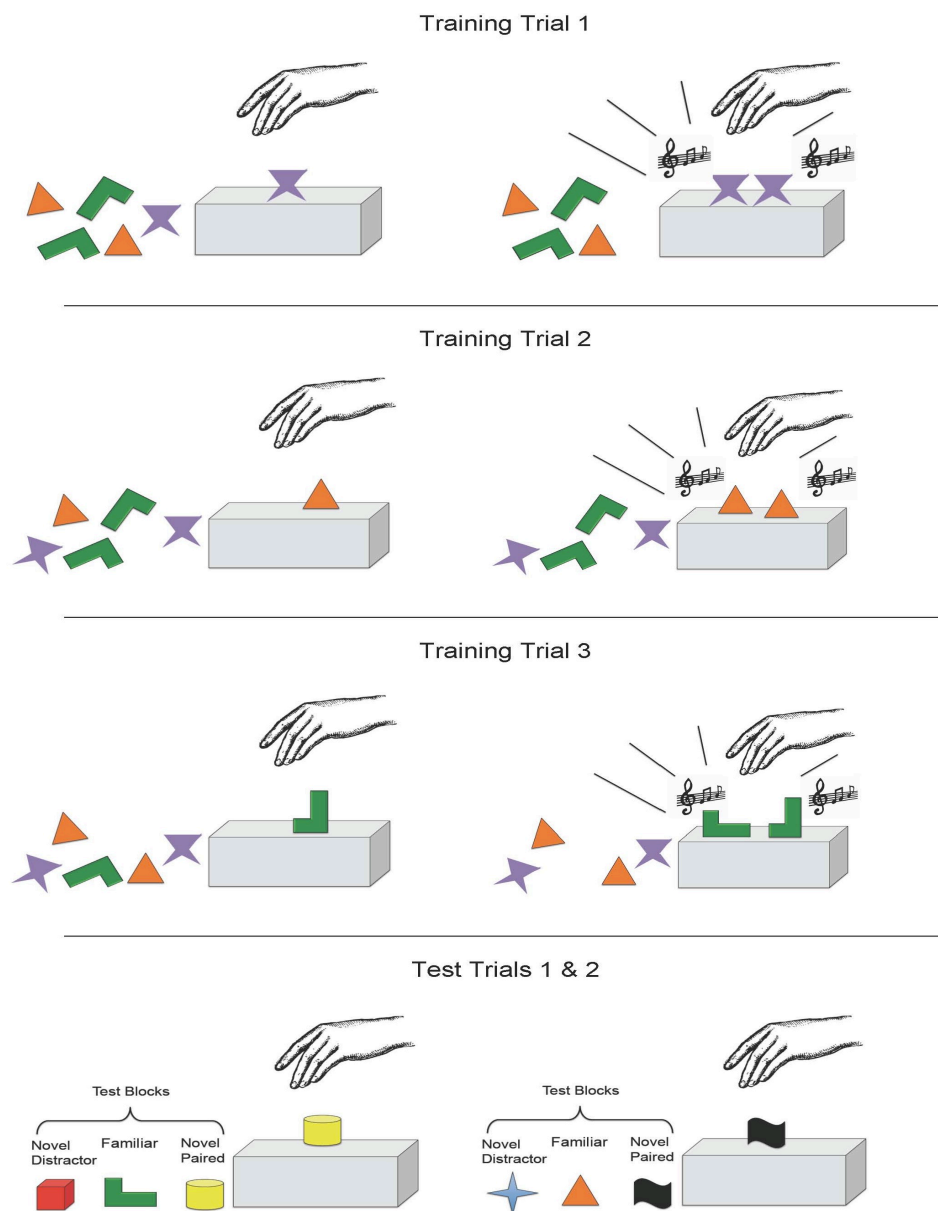 Training Trial 1
Training Trial 2
Training Trial 3
Test Trials 1 & 2
Test Blocks
Novel
Distractor
Familiar
Novel
Paired
Test Blocks
Novel
Distractor
Familiar
Novel
Paired